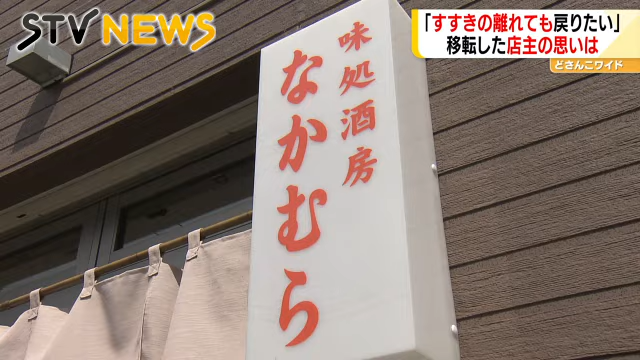 STV NEWS
「すすきの離れても戻りたい」
移転した店主の思いは
どさんこワイド
味処酒房
なかむら